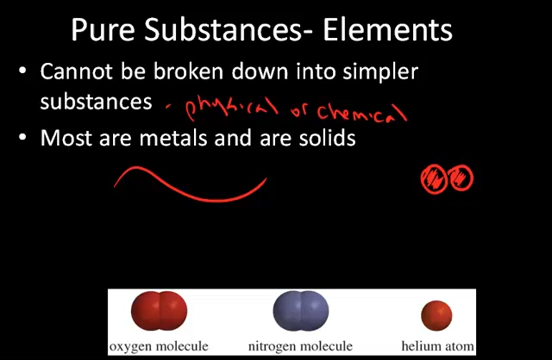 Pure Substances- Elements
• Cannot be broken down into simpler
substances - physical or chemical
• Most are metals and are solids
oxygen molecule nitrogen molecule helium atom